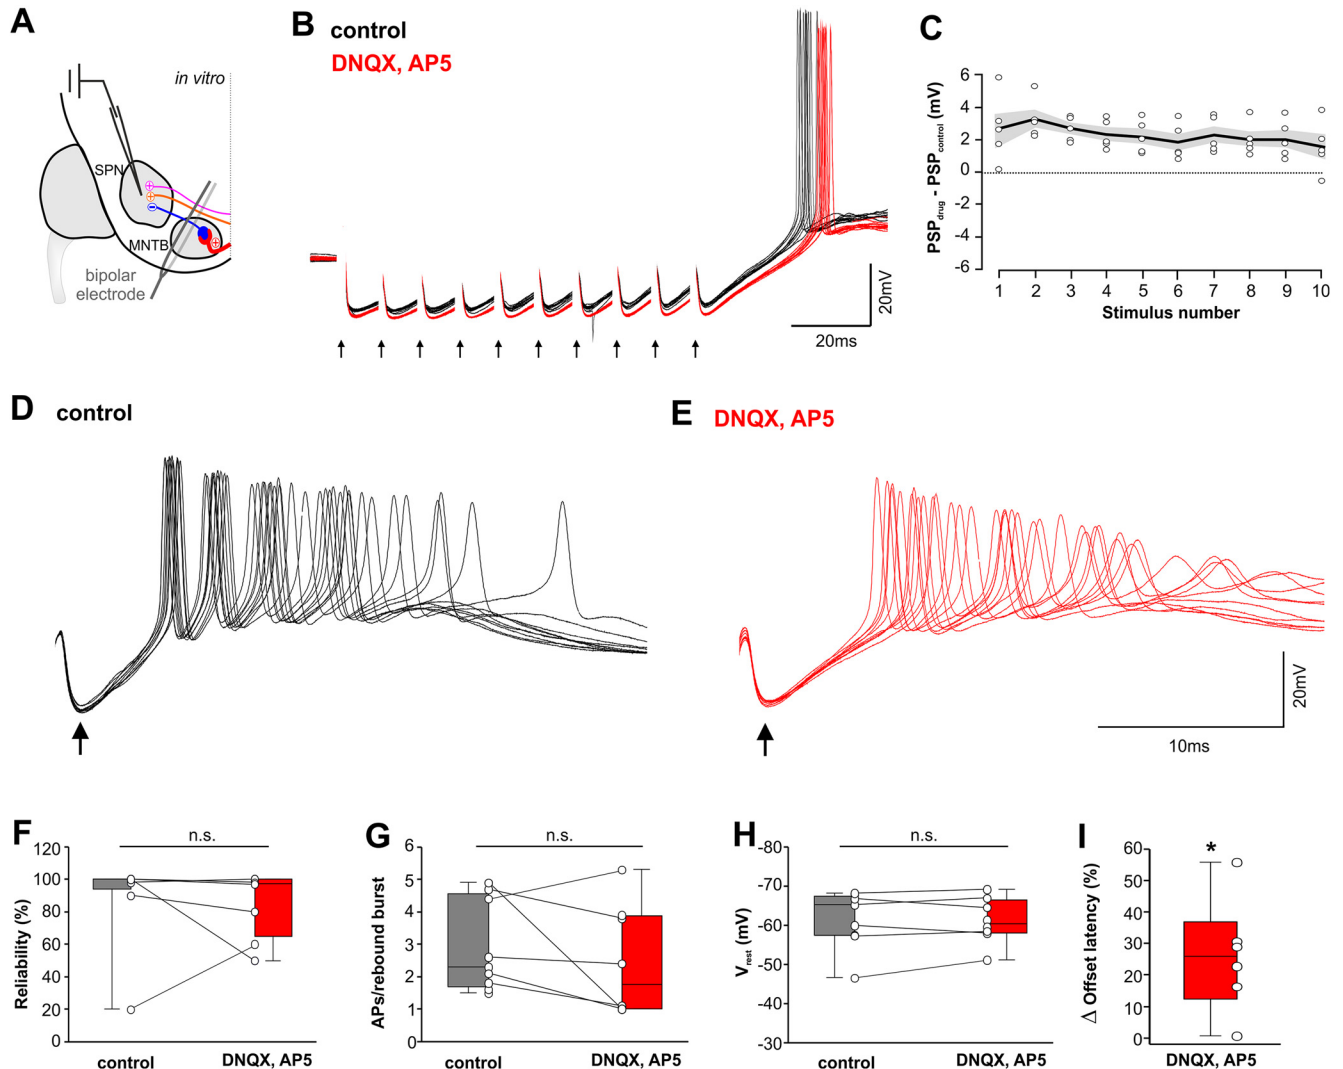 A
in vitro
SPN
+
+
−
MNTB
+
bipolar
electrode
B
control
DNQX, AP5
20mV
20ms
C
PSPdrug - PSPcontrol (mV)
6
4
2
0
-2
-4
-6
1 2 3 4 5 6 7 8 9 10
Stimulus number
D
control
E
DNQX, AP5
20mV
10ms
F
n.s.
Reliability (%)
120
100
80
60
40
20
0
control DNQX, AP5
G
n.s.
APs/rebound burst
6
5
4
3
2
1
0
control DNQX, AP5
H
n.s.
Vrest (mV)
-80
-70
-60
-50
-40
-30
control DNQX, AP5
I
*
Δ Offset latency (%)
60
50
40
30
20
10
0
DNQX, AP5